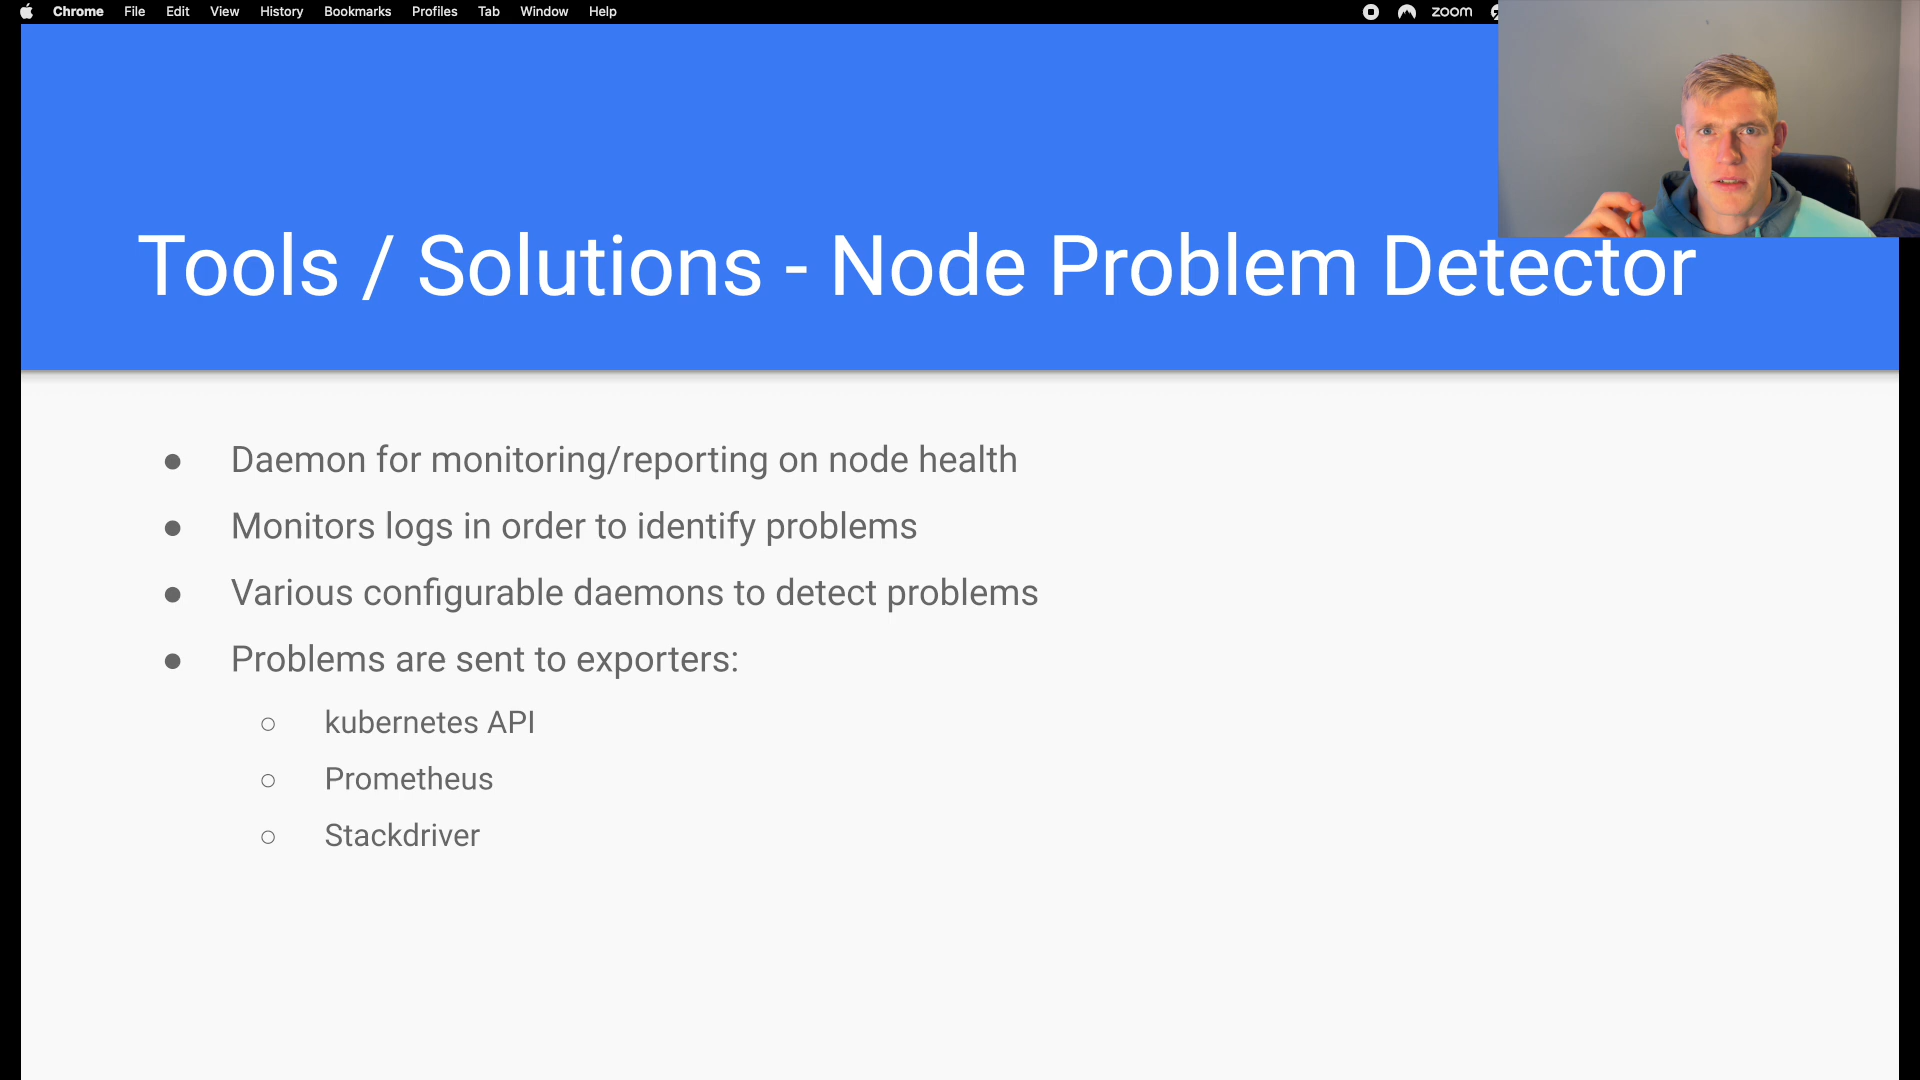 Chrome File Edit View History Bookmarks Profiles Tab Window Help zoom
Tools / Solutions - Node Problem Detector
● Daemon for monitoring/reporting on node health
● Monitors logs in order to identify problems
● Various configurable daemons to detect problems
● Problems are sent to exporters:
○ kubernetes API
○ Prometheus
○ Stackdriver